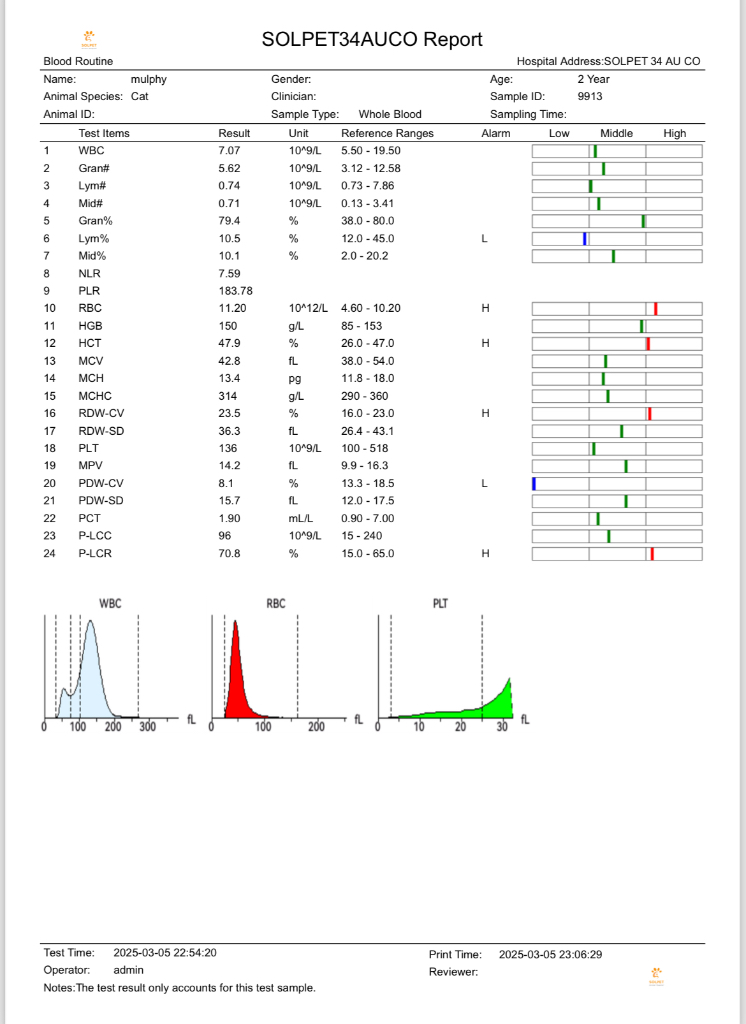 SOLPET34AUCO Report
Blood Routine Hospital Address:SOLPET 34 AU CO
Name: mulphy Gender: Age: 2 Year
Animal Species: Cat Clinician: Sample ID: 9913
Animal ID: Sample Type: Whole Blood Sampling Time:
Test Items Result Unit Reference Ranges Alarm Low Middle High
1 WBC 7.07 10^9/L 5.50 - 19.50
2 Gran# 5.62 10^9/L 3.12 - 12.58
3 Lym# 0.74 10^9/L 0.73 - 7.86
4 Mid# 0.71 10^9/L 0.13 - 3.41
5 Gran% 79.4 % 38.0 - 80.0
6 Lym% 10.5 % 12.0 - 45.0 L
7 Mid% 10.1 % 2.0 - 20.2
8 NLR 7.59
9 PLR 183.78
10 RBC 11.20 10^12/L 4.60 - 10.20 H
11 HGB 150 g/L 85 - 153
12 HCT 47.9 % 26.0 - 47.0 H
13 MCV 42.8 fL 38.0 - 54.0
14 MCH 13.4 pg 11.8 - 18.0
15 MCHC 314 g/L 290 - 360
16 RDW-CV 23.5 % 16.0 - 23.0 H
17 RDW-SD 36.3 fL 26.4 - 43.1
18 PLT 136 10^9/L 100 - 518
19 MPV 14.2 fL 9.9 - 16.3
20 PDW-CV 8.1 % 13.3 - 18.5 L
21 PDW-SD 15.7 fL 12.0 - 17.5
22 PCT 1.90 mL/L 0.90 - 7.00
23 P-LCC 96 10^9/L 15 - 240
24 P-LCR 70.8 % 15.0 - 65.0 H
WBC RBC PLT
0 100 200 300 fL 0 100 200 fL 0 10 20 30 fL
Test Time: 2025-03-05 22:54:20 Print Time: 2025-03-05 23:06:29
Operator: admin Reviewer:
Notes:The test result only accounts for this test sample.